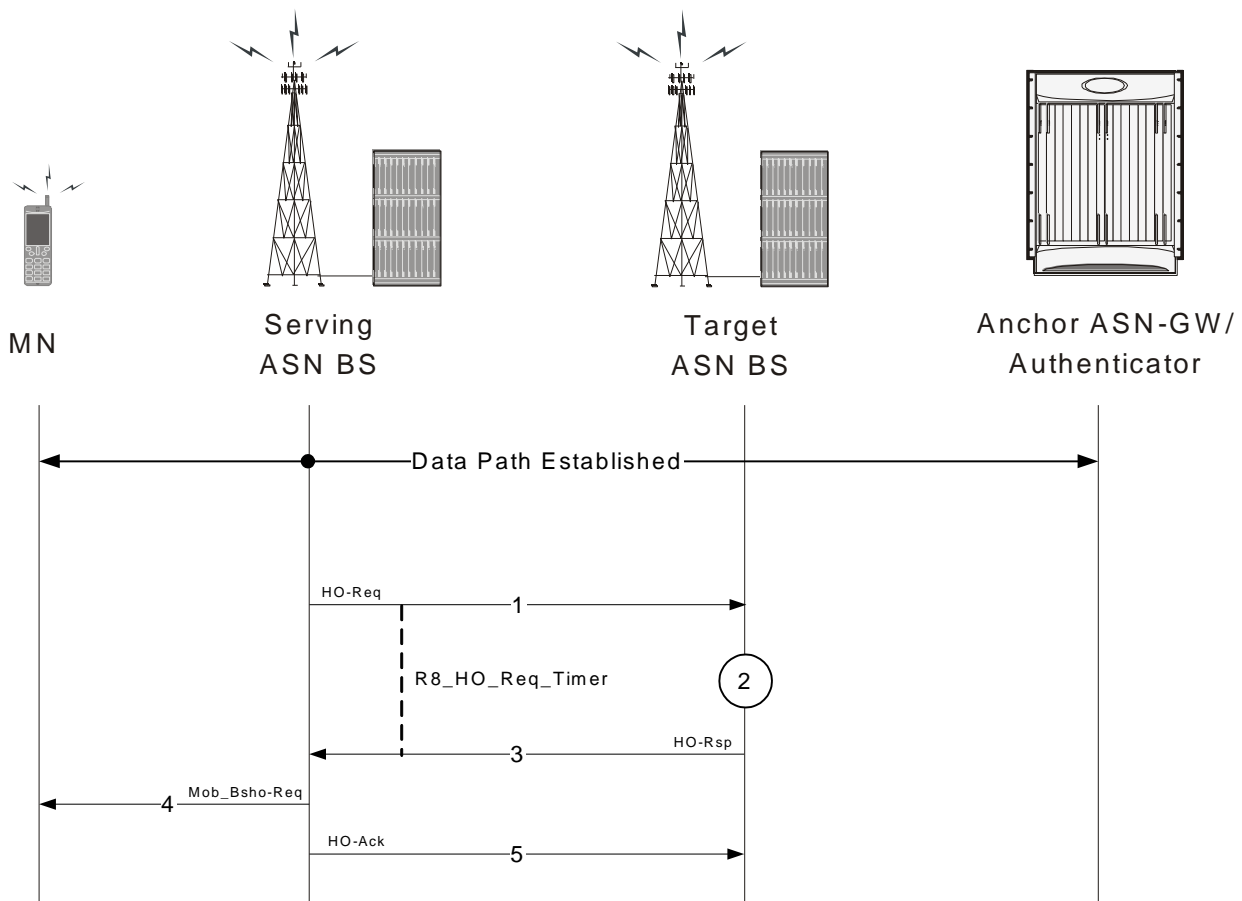 MN
Serving
ASN BS
Target
ASN BS
Anchor ASN-GW/
Authenticator
Data Path Established
HO-Req
1
R8_HO_Req_Timer
2
HO-Rsp
3
Mob_Bsho-Req
4
HO-Ack
5